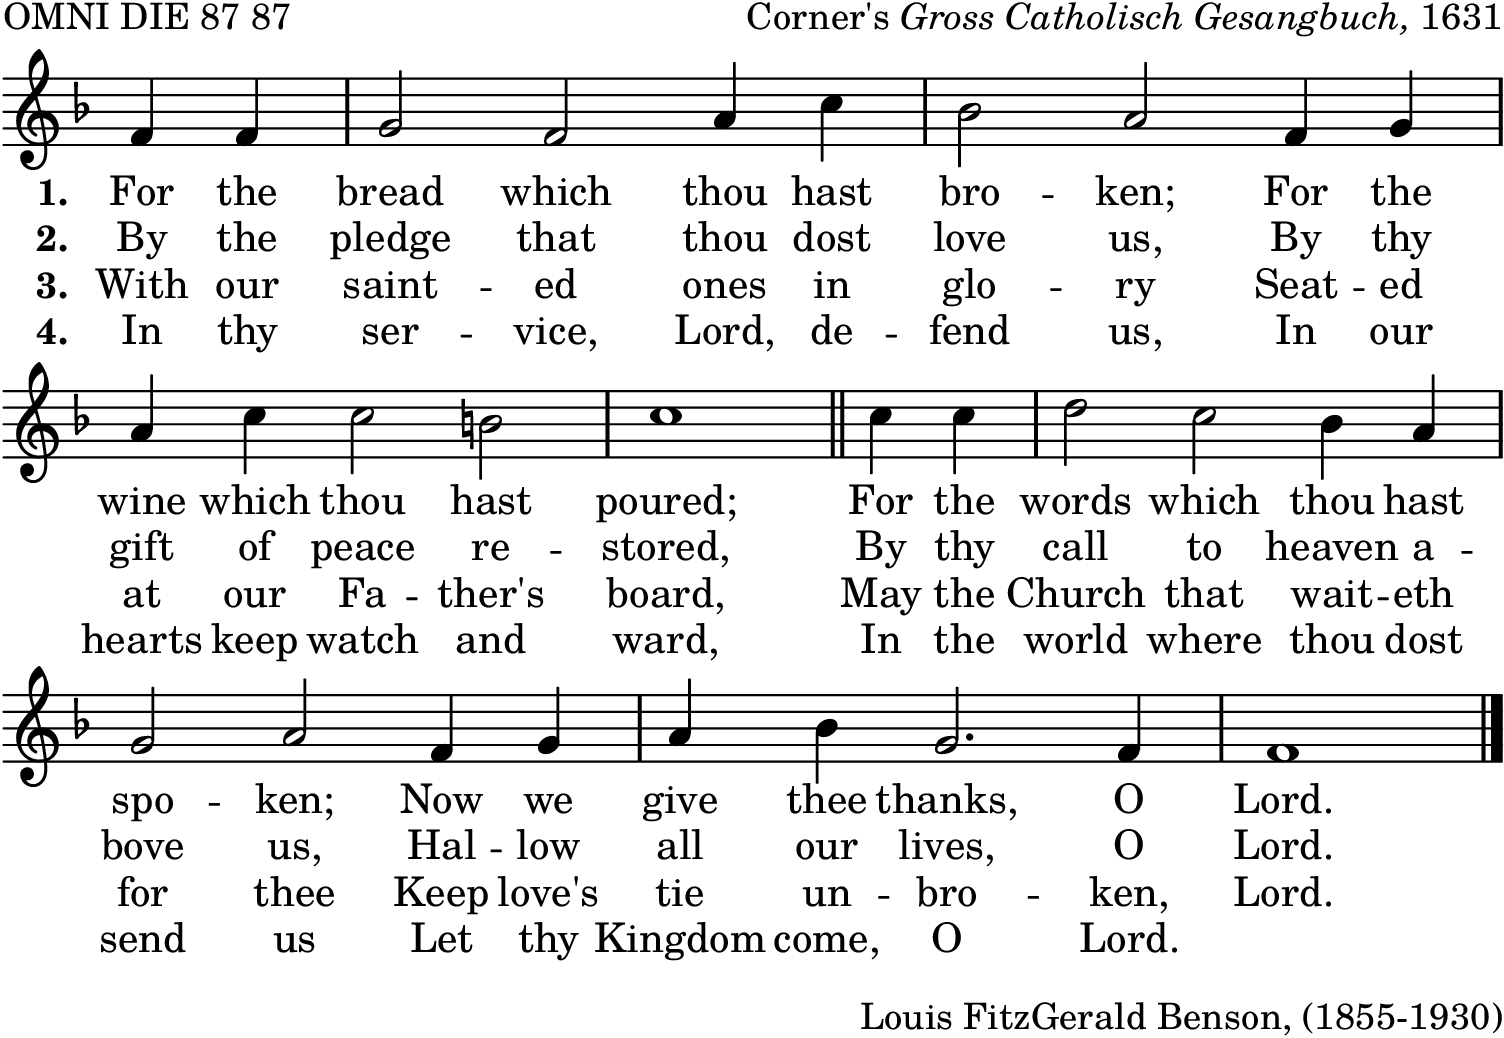 OMNI DIE 87 87 Corner's Gross Catholisch Gesangbuch, 1631
1. For the bread which thou hast bro - ken; For the
2. By the pledge that thou dost love us, By thy
3. With our saint - ed ones in glo - ry Seat - ed
4. In thy ser - vice, Lord, de - fend us, In our
wine which thou hast poured; For the words which thou hast
gift of peace re - stored, By thy call to heaven a -
at our Fa - ther's board, May the Church that wait - eth
hearts keep watch and ward, In the world where thou dost
spo - ken; Now we give thee thanks, O Lord.
bove us, Hal - low all our lives, O Lord.
for thee Keep love's tie un - bro - ken, Lord.
send us Let thy Kingdom come, O Lord.
Louis FitzGerald Benson, (1855-1930)